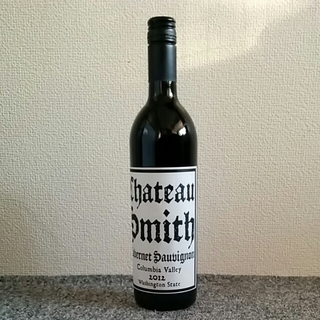 Chateau
Smith
Cabernet Sauvignon
Columbia Valley
2012
Washington State